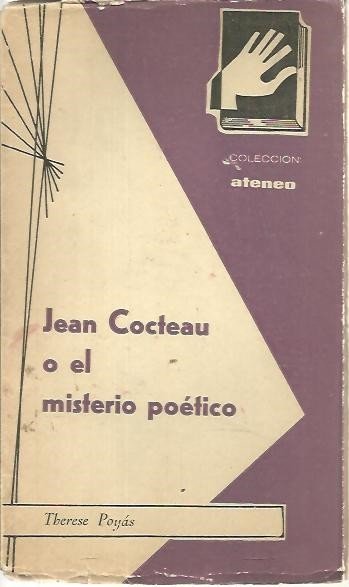 COLECCION:
ateneo
Jean Cocteau
o el
misterio poético
Therese Poyás